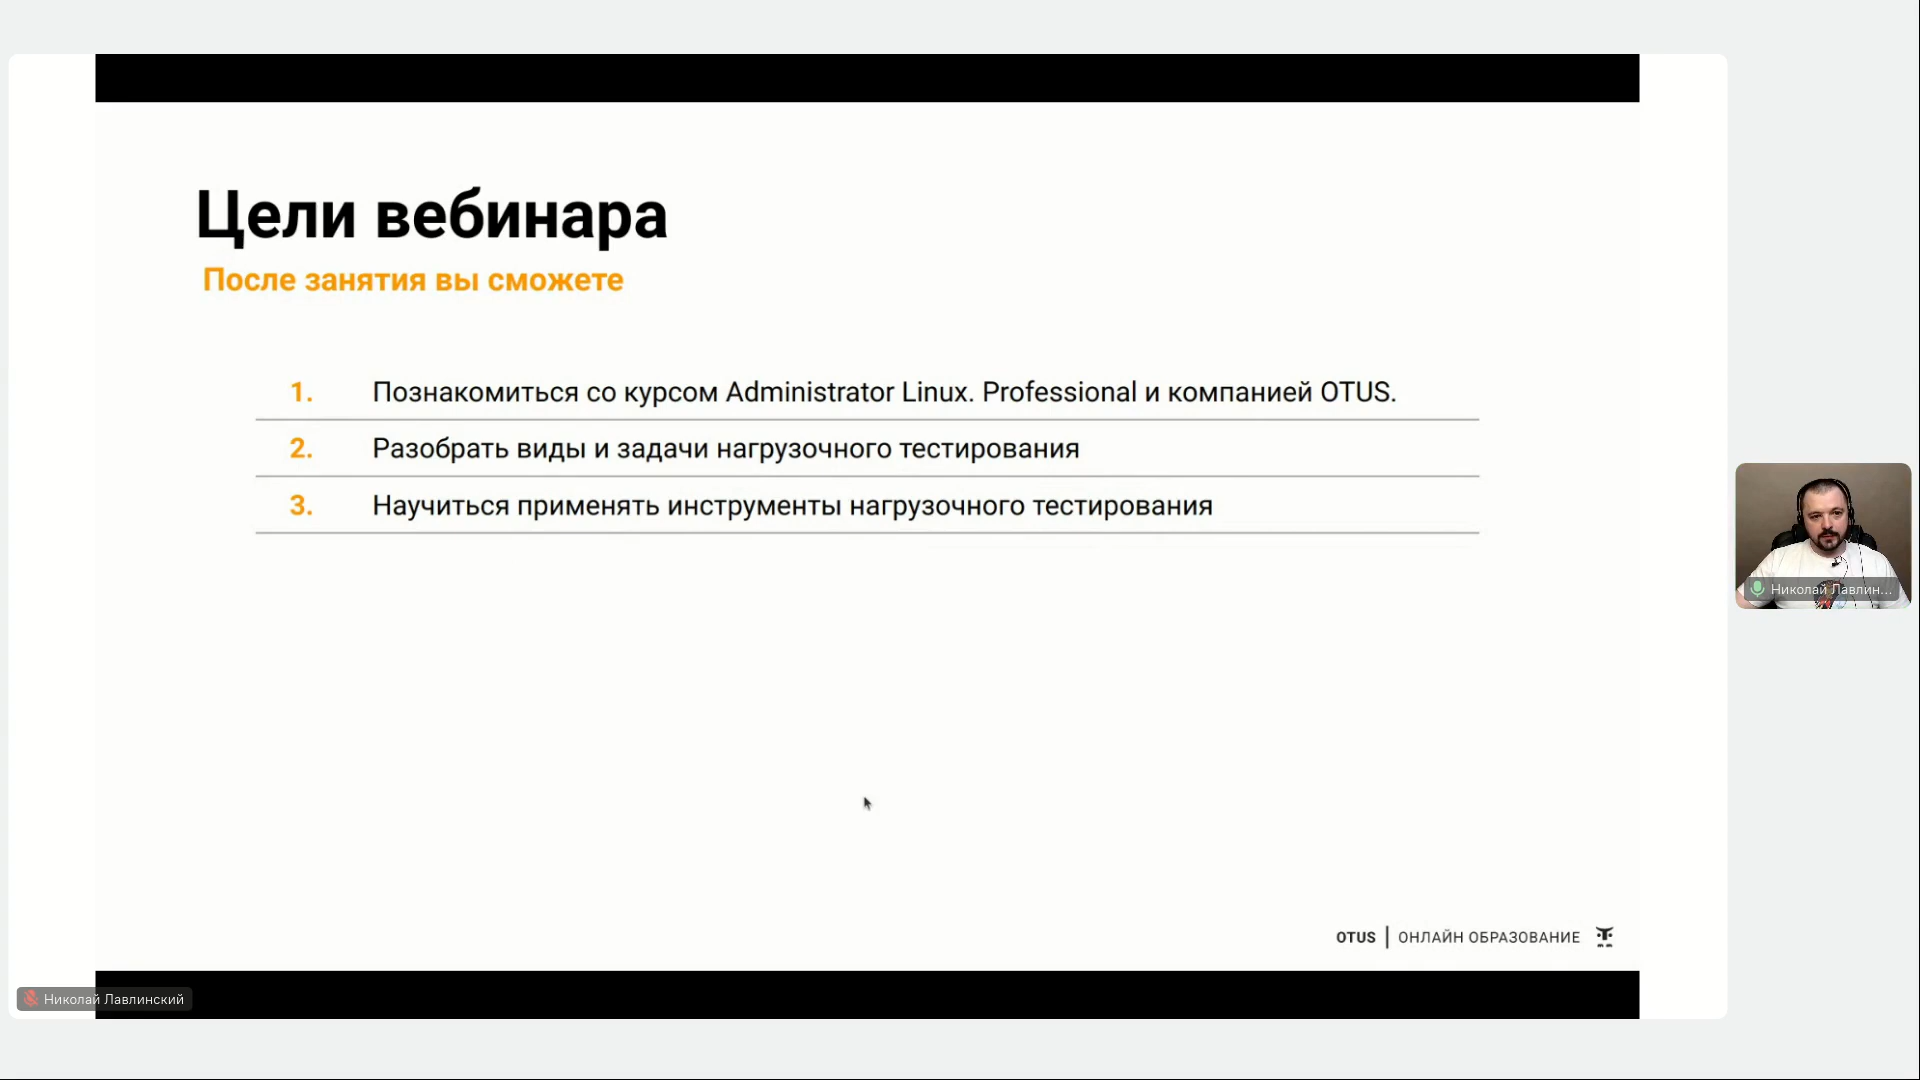 Цели вебинара
После занятия вы сможете
1. Познакомиться со курсом Administrator Linux. Professional и компанией OTUS.
2. Разобрать виды и задачи нагрузочного тестирования
3. Научиться применять инструменты нагрузочного тестирования
Николай Лавлин...
OTUS | ОНЛАЙН ОБРАЗОВАНИЕ
Николай Лавлинский